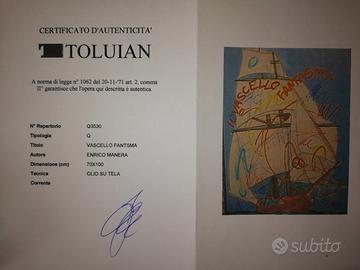 CERTIFICATO D'AUTENTICITA'
TOLUIAN
A norma di legge n° 1062 del 20-11-'71 art. 2, comma
II° garantisce che l'opera qui descritta è autentica.
N° Repertorio Q3530
Tipologia Q
Titolo VASCELLO FANTSMA
Autore ENRICO MANERA
Dimensione (cm) 70X100
Tecnica OLIO SU TELA
Corrente
IL VASCELLO FANTASMA
subito